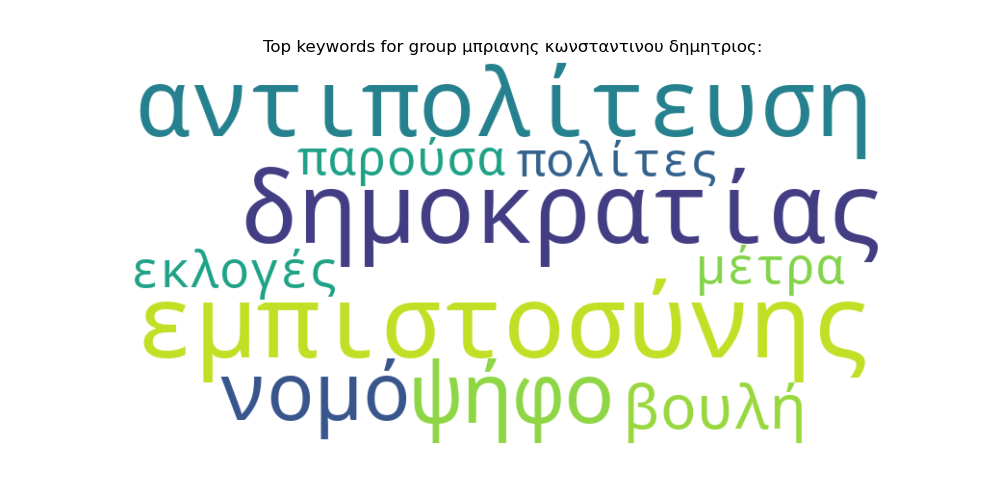 Top keywords for group μπριανης κωνσταντινου δημητριος:
αντιπολίτευση
παρούσα πολίτες
δημοκρατίας
εκλογές μέτρα
εμπιστοσύνης
νομό ψήφο βουλή